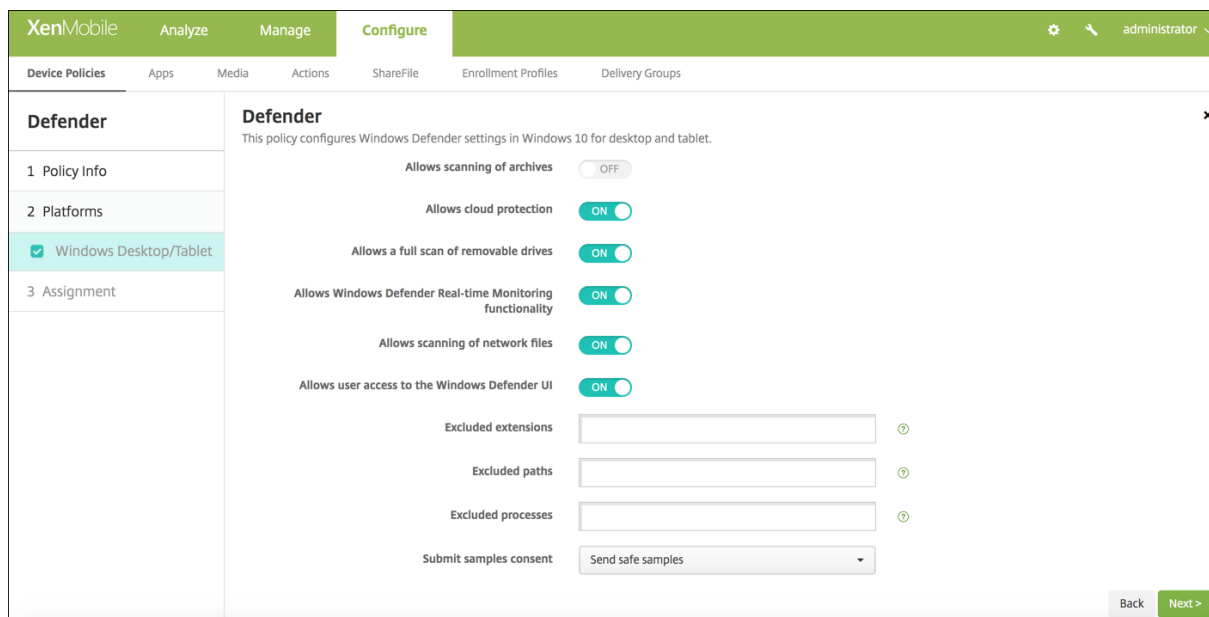 XenMobile Analyze Manage Configure administrator
Device Policies Apps Media Actions ShareFile Enrollment Profiles Delivery Groups
Defender
1 Policy Info
2 Platforms
Windows Desktop/Tablet
3 Assignment
Defender
This policy configures Windows Defender settings in Windows 10 for desktop and tablet.
Allows scanning of archives OFF
Allows cloud protection ON
Allows a full scan of removable drives ON
Allows Windows Defender Real-time Monitoring
functionality ON
Allows scanning of network files ON
Allows user access to the Windows Defender UI ON
Excluded extensions ?
Excluded paths ?
Excluded processes ?
Submit samples consent Send safe samples
Back Next >